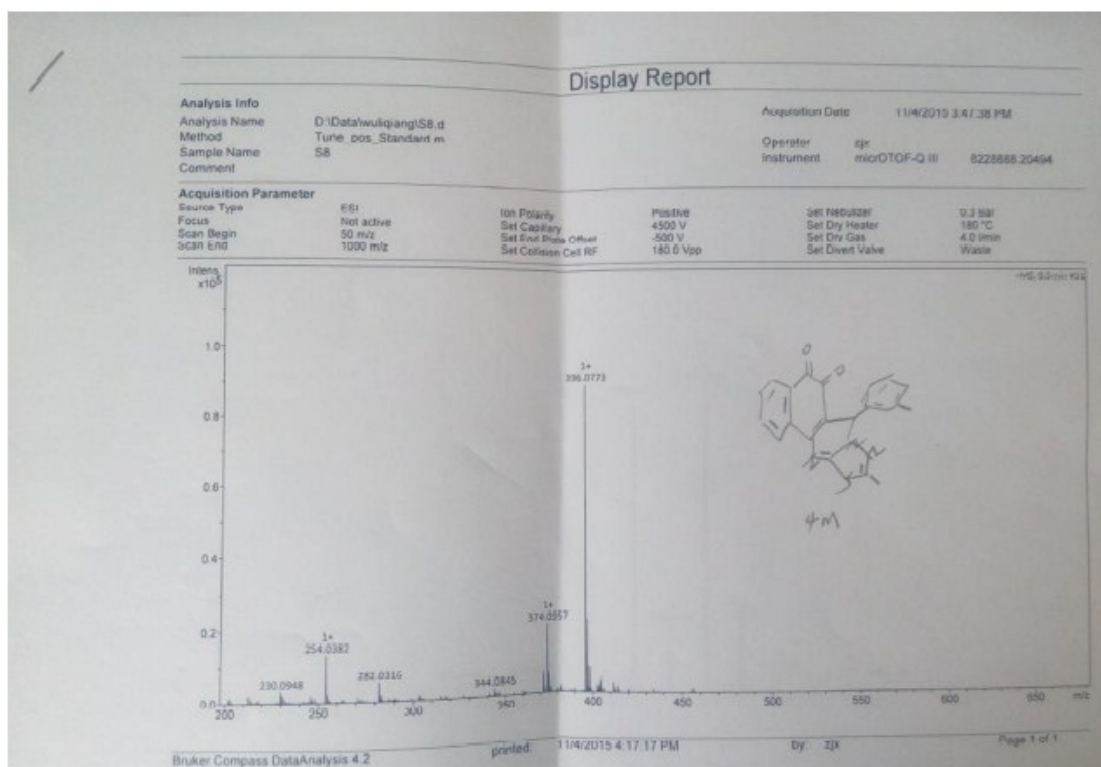 Display Report
Analysis Info
Analysis Name D:\Data\wuliqiang\S8.d
Method Tune_pos_Standard.m
Sample Name S8
Comment
Acquisition Date 11/4/2015 3:47:38 PM
Operator zjx
Instrument micrOTOF-Q III 8228888.20494
Acquisition Parameter
Source Type ESI Ion Polarity Positive Set Nebulizer 0.3 Bar
Focus Not active Set Capillary 4500 V Set Dry Heater 180 °C
Scan Begin 50 m/z Set End Plate Offset -500 V Set Dry Gas 4.0 l/min
Scan End 1000 m/z Set Collision Cell RF 180.0 Vpp Set Divert Valve Waste
Intens.
x10
1.0
0.8
0.6
0.4
0.2
0.0
1+
396.0773
1+
374.0957
1+
254.0382
230.0948
282.0316
344.0845
O
O
4m
200 250 300 350 400 450 500 550 600 650 m/z
Bruker Compass DataAnalysis 4.2 printed: 11/4/2015 4:17:17 PM by: zjx Page 1 of 1